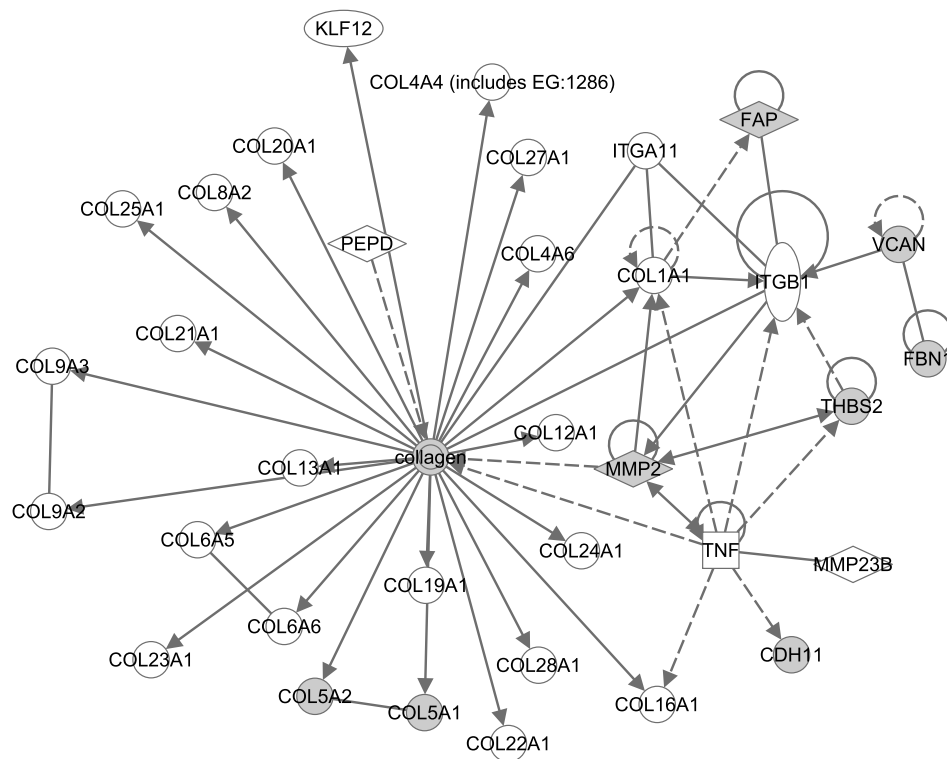 KLF12
COL4A4 (includes EG:1286)
FAP
COL20A1
COL27A1
ITGA11
COL8A2
COL25A1
PEPD
COL4A6
VCAN
COL1A1
ITGB1
COL21A1
COL9A3
FBN1
THBS2
COL12A1
collagen
COL13A1
MMP2
COL9A2
COL6A5
COL24A1
TNF
MMP23B
COL19A1
COL6A6
COL23A1
COL28A1
CDH11
COL5A2
COL5A1
COL16A1
COL22A1